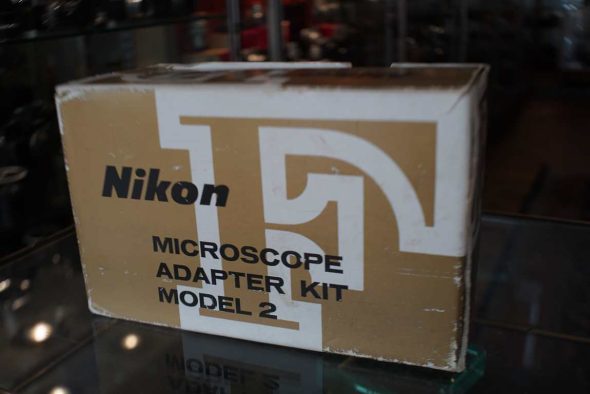 Nikon
F
MICROSCOPE
ADAPTER KIT
MODEL 2